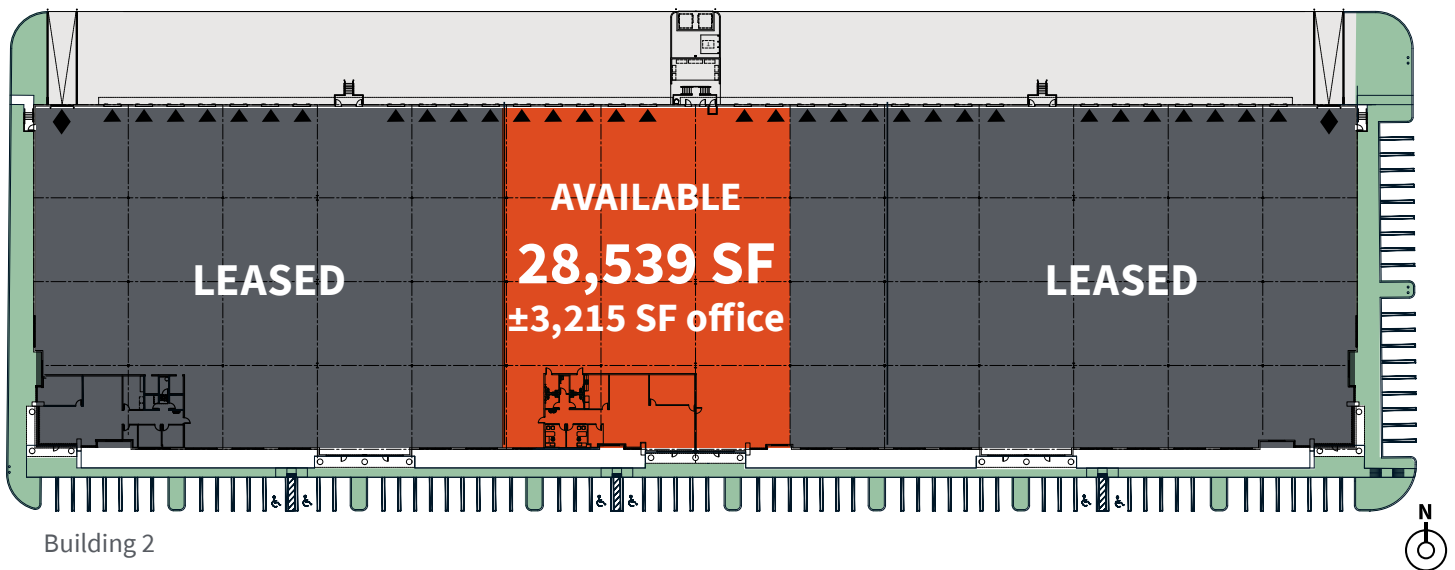 AVAILABLE
28,539 SF
±3,215 SF office
LEASED
LEASED
N
Building 2